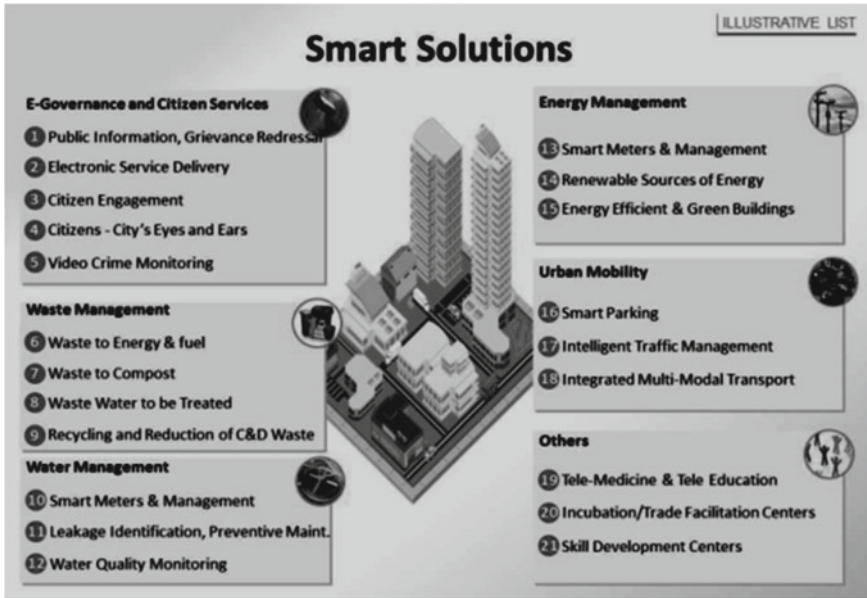 ILLUSTRATIVE LIST
Smart Solutions
E-Governance and Citizen Services
1 Public Information, Grievance Redressal
2 Electronic Service Delivery
3 Citizen Engagement
4 Citizens - City's Eyes and Ears
5 Video Crime Monitoring
Waste Management
6 Waste to Energy & fuel
7 Waste to Compost
8 Waste Water to be Treated
9 Recycling and Reduction of C&D Waste
Water Management
10 Smart Meters & Management
11 Leakage Identification, Preventive Maint.
12 Water Quality Monitoring
Energy Management
13 Smart Meters & Management
14 Renewable Sources of Energy
15 Energy Efficient & Green Buildings
Urban Mobility
16 Smart Parking
17 Intelligent Traffic Management
18 Integrated Multi-Modal Transport
Others
19 Tele-Medicine & Tele Education
20 Incubation/Trade Facilitation Centers
21 Skill Development Centers